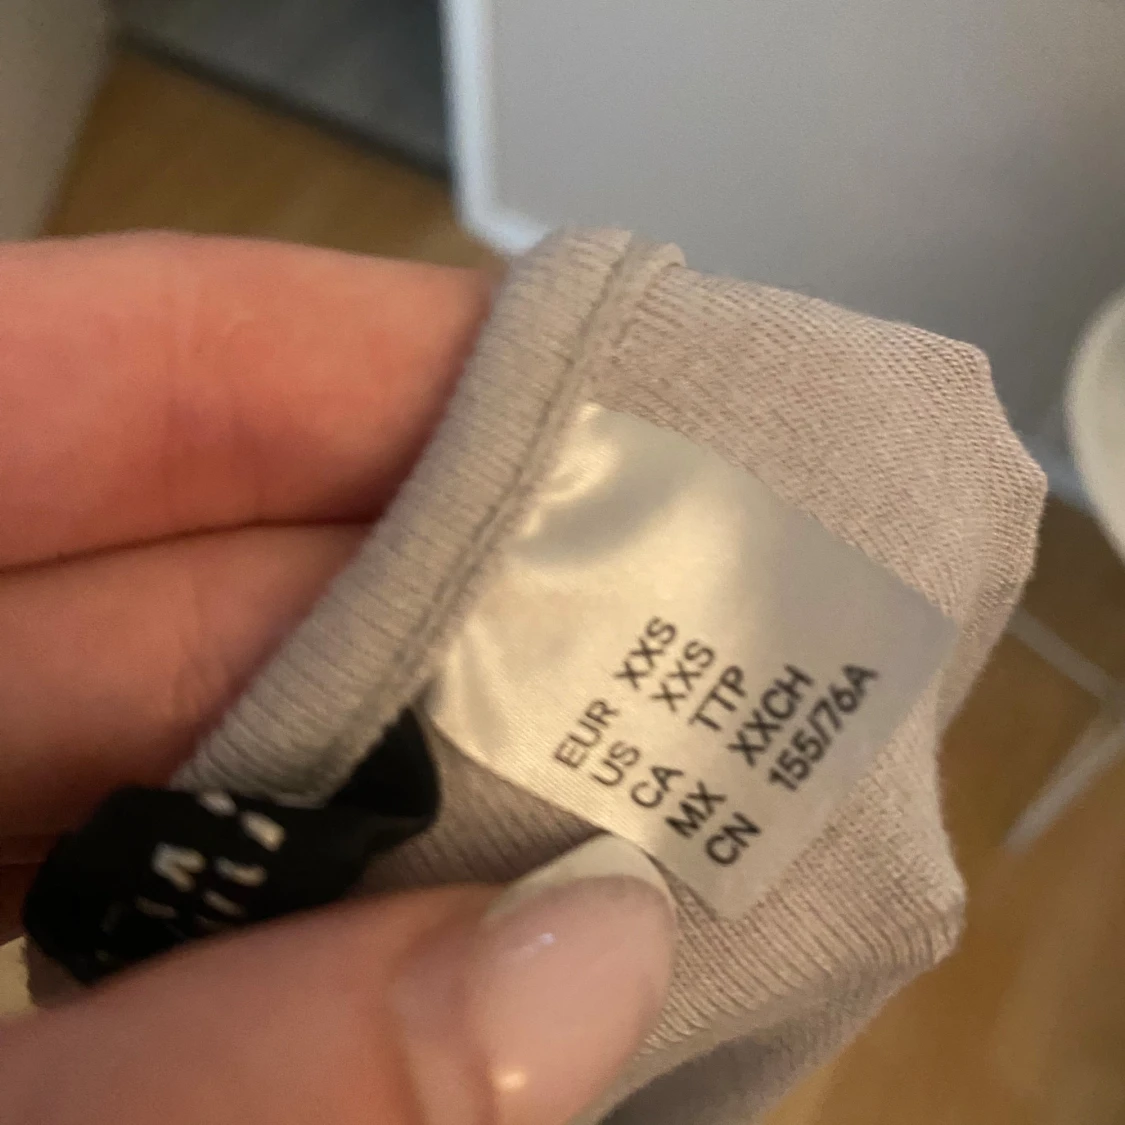 EUR XXS
US XXS
CA TTP
MX XXCH
CN 155/76A